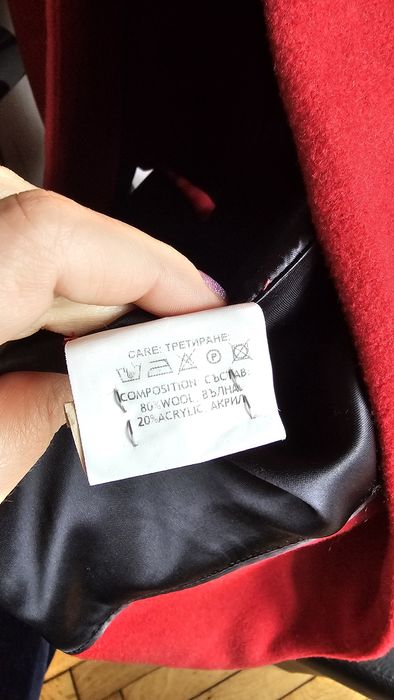 CARE: ТРЕТИРАНЕ:
P
COMPOSITION СЪСТАВ:
80%WOOL. ВЪЛНА
20%ACRYLIC. АКРИЛ